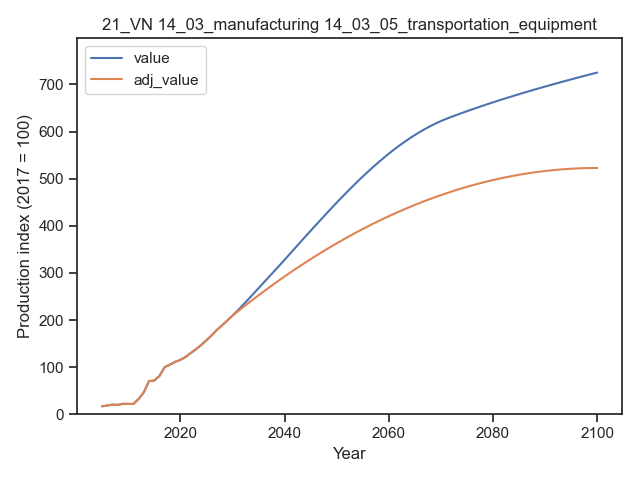 21_VN 14_03_manufacturing 14_03_05_transportation_equipment
value
adj_value
Production index (2017 = 100)
700
600
500
400
300
200
100
0
2020 2040 2060 2080 2100
Year